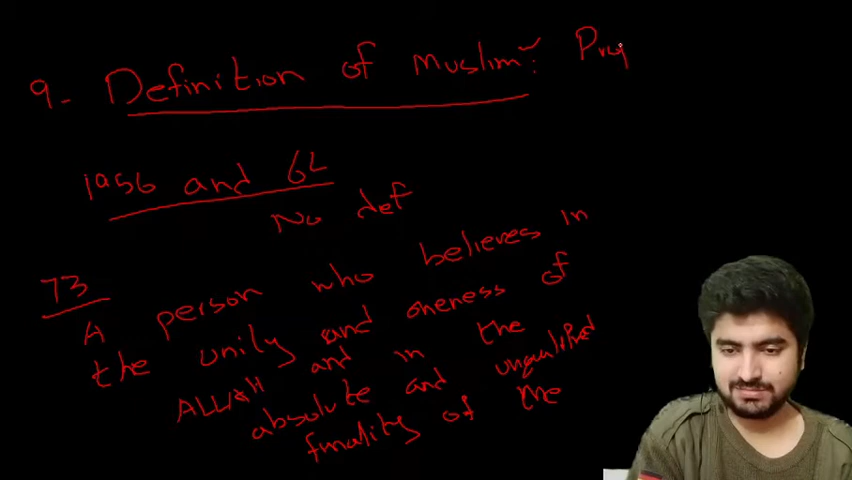 9- Definition of Muslim:
1956 and 62
No def
73
A person who believes in
the unity and oneness of
ALLAH and in the
absolute and unqualified
finality of the